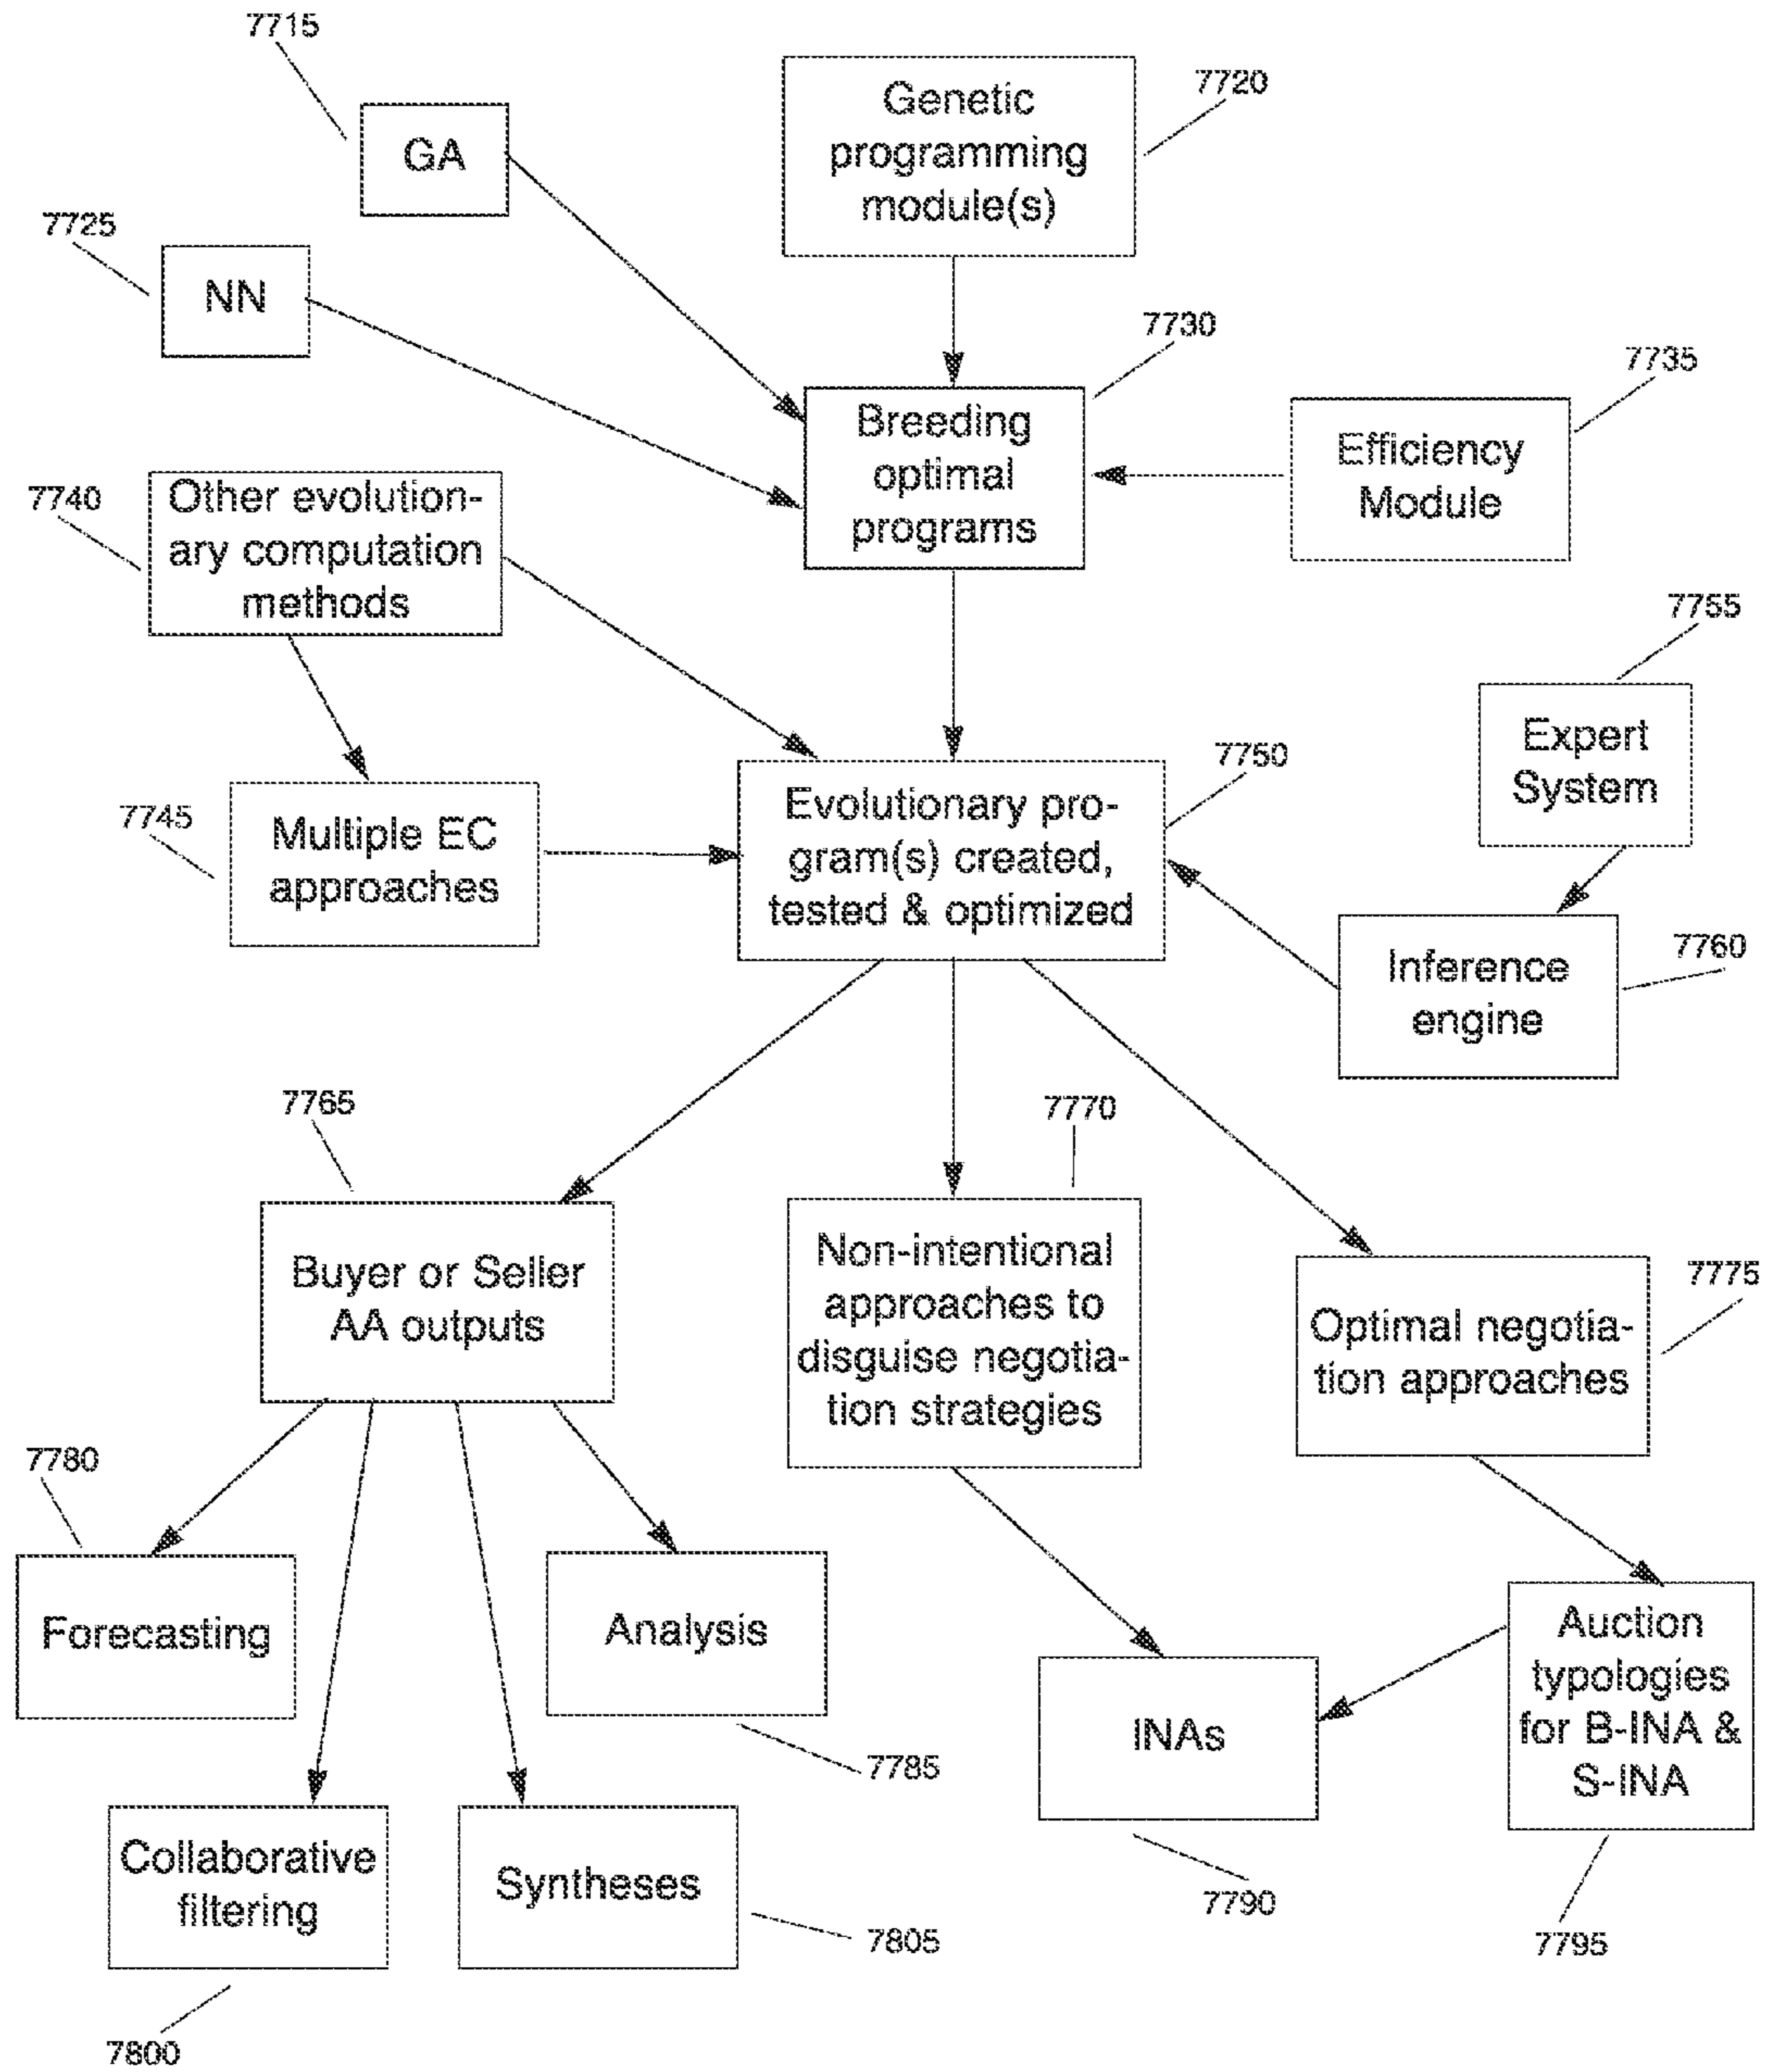 7715
GA
Genetic
programming
module(s)
7720
7725
NN
7730
Breeding
optimal
programs
7735
Efficiency
Module
7740
Other evolution-
ary computation
methods
7755
Expert
System
7745
Multiple EC
approaches
7750
Evolutionary pro-
gram(s) created,
tested & optimized
7760
Inference
engine
7765
Buyer or Seller
AA outputs
7770
Non-intentional
approaches to
disguise negotia-
tion strategies
7775
Optimal negotia-
tion approaches
7780
Forecasting
Analysis
7785
INAs
7790
Auction
typologies
for B-INA &
S-INA
7795
Collaborative
filtering
7800
Syntheses
7805